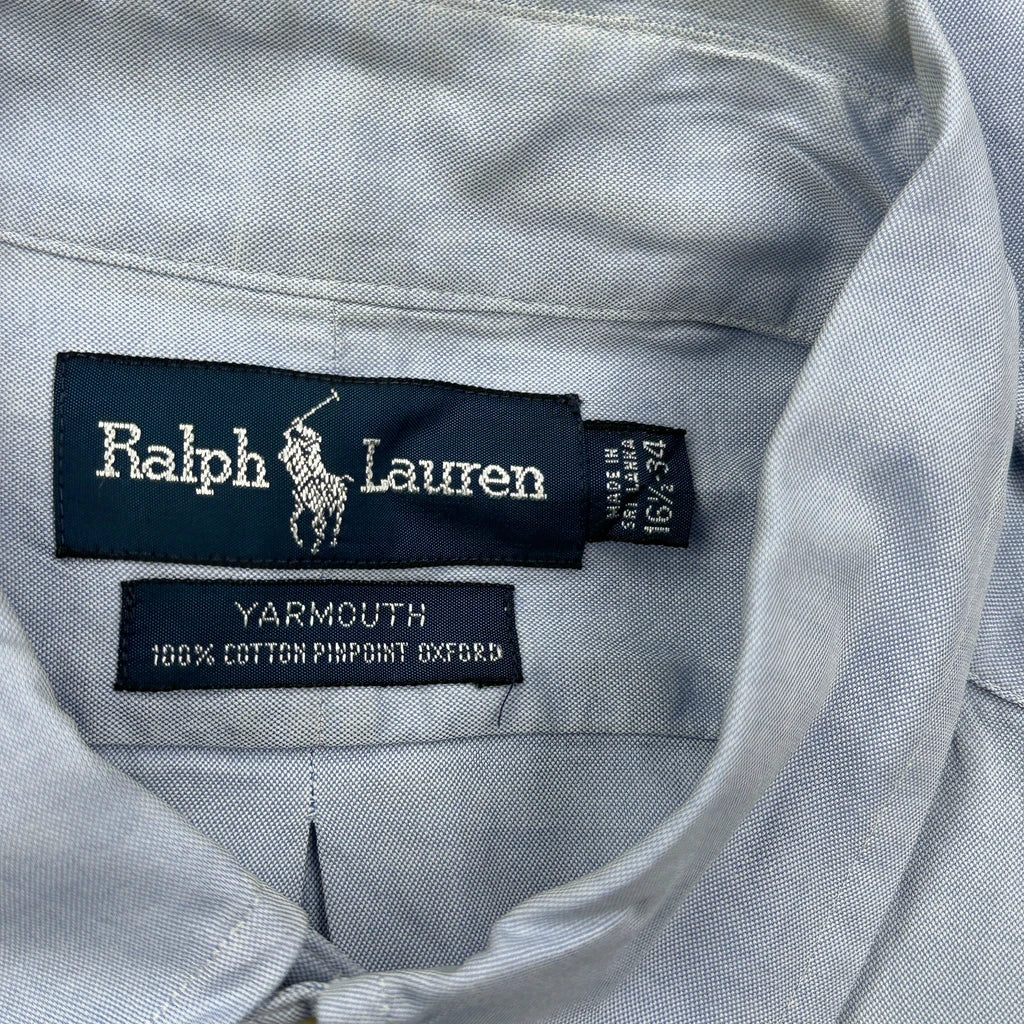 Ralph Lauren
MADE IN
SRI LANKA
16½-34
YARMOUTH
100% COTTON PINPOINT OXFORD